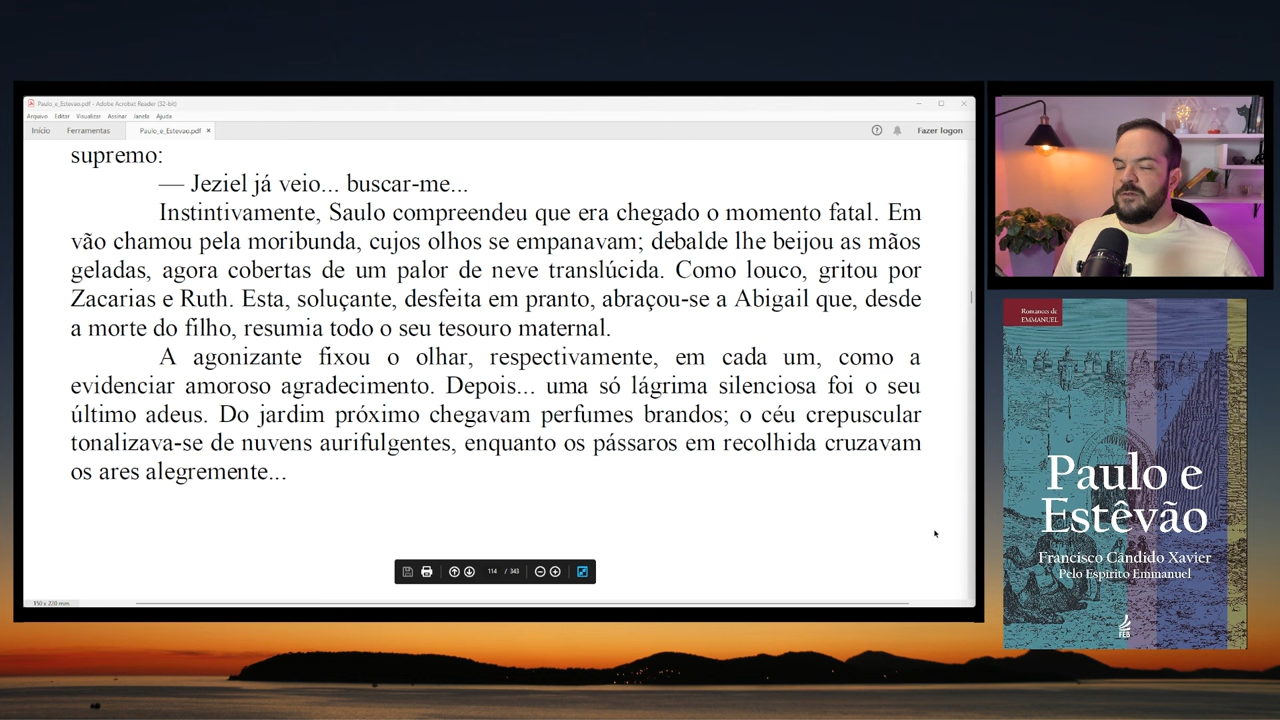 Paulo_e_Estevao.pdf - Adobe Acrobat Reader (32-bit)
Arquivo Editar Visualizar Assinar Janela Ajuda
Início Ferramentas Paulo_e_Estevao.pdf × Fazer logon
supremo:
— Jeziel já veio... buscar-me...
Instintivamente, Saulo compreendeu que era chegado o momento fatal. Em
vão chamou pela moribunda, cujos olhos se empanavam; debalde lhe beijou as mãos
geladas, agora cobertas de um palor de neve translúcida. Como louco, gritou por
Zacarias e Ruth. Esta, soluçante, desfeita em pranto, abraçou-se a Abigail que, desde
a morte do filho, resumia todo o seu tesouro maternal.
A agonizante fixou o olhar, respectivamente, em cada um, como a
evidenciar amoroso agradecimento. Depois... uma só lágrima silenciosa foi o seu
último adeus. Do jardim próximo chegavam perfumes brandos; o céu crepuscular
tonalizava-se de nuvens aurifulgentes, enquanto os pássaros em recolhida cruzavam
os ares alegremente...
114 / 343
150 x 220 mm
Romances de
EMMANUEL
Paulo e
Estêvão
Francisco Cândido Xavier
Pelo Espírito Emmanuel
FEB